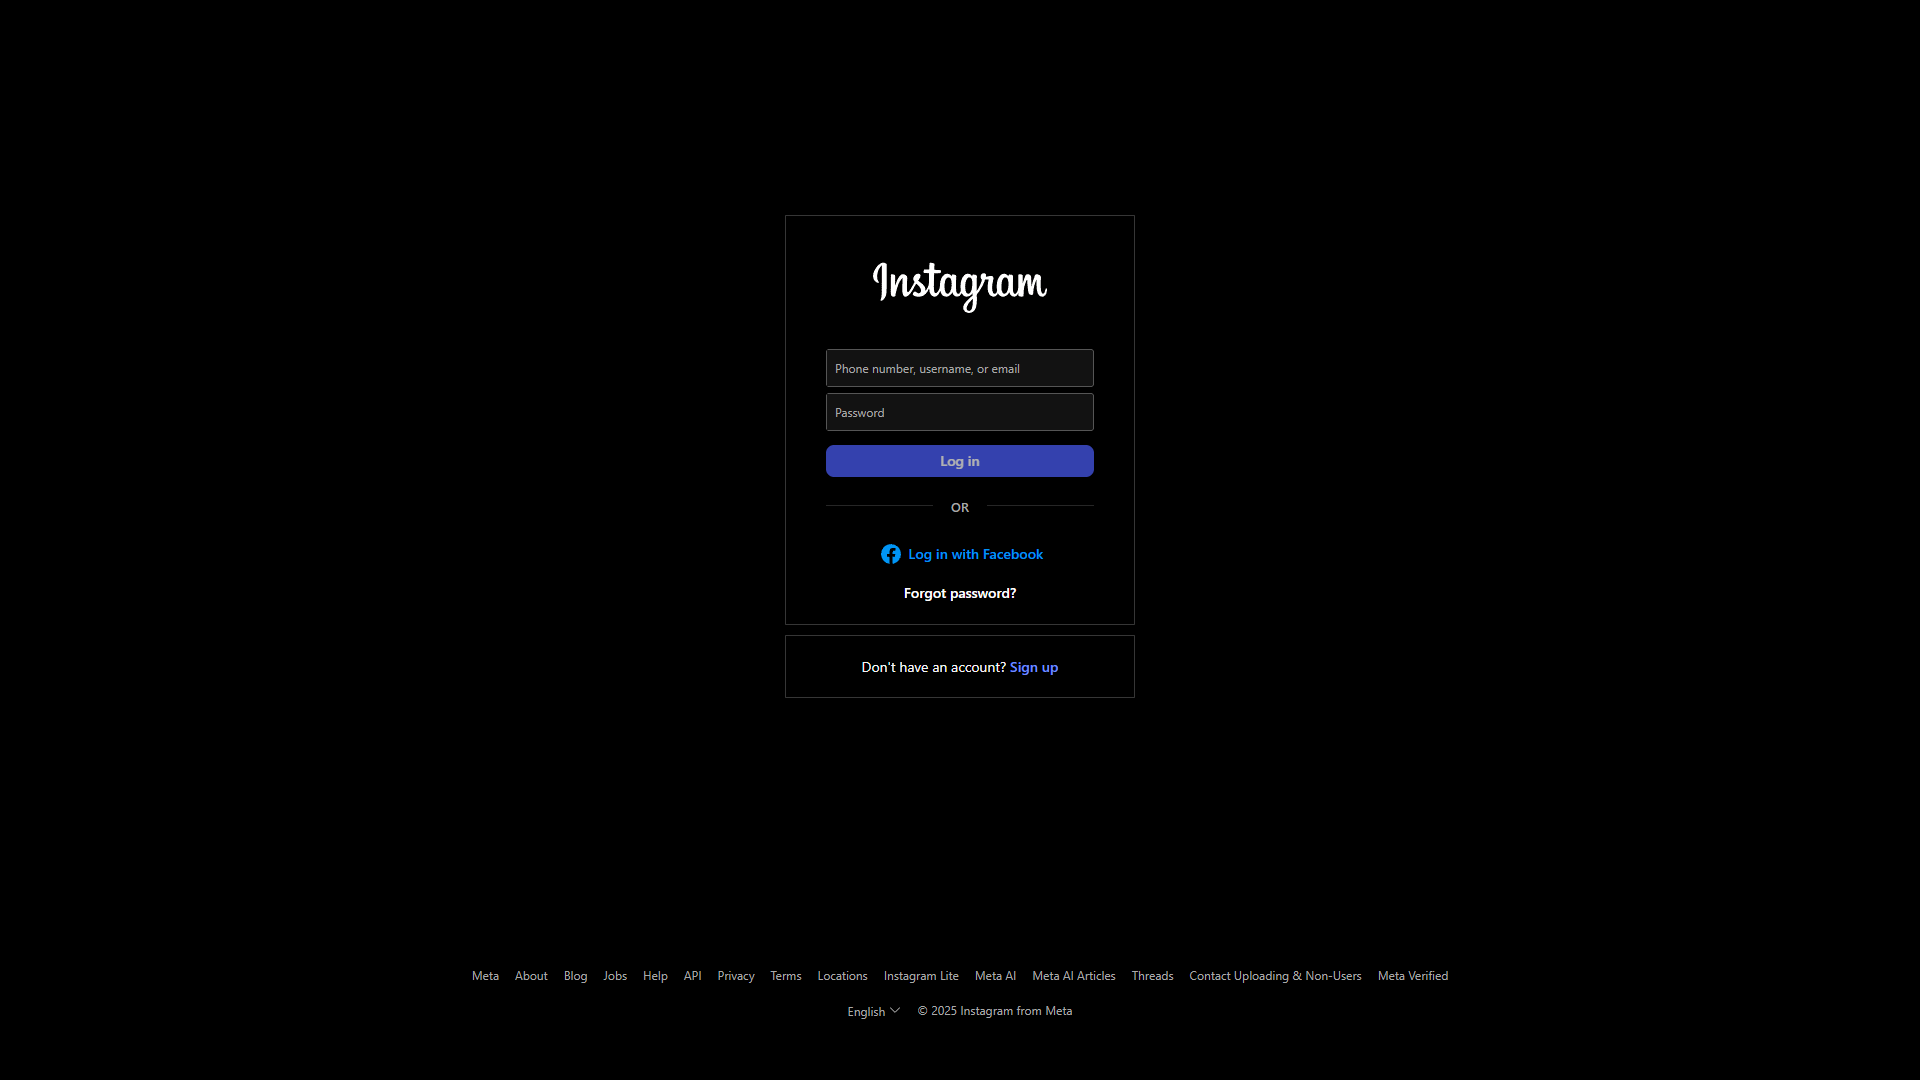 Instagram
Phone number, username, or email
Password
Log in
OR
Log in with Facebook
Forgot password?
Don't have an account? Sign up
Meta About Blog Jobs Help API Privacy Terms Locations Instagram Lite Meta AI Meta AI Articles Threads Contact Uploading & Non-Users Meta Verified
English © 2025 Instagram from Meta